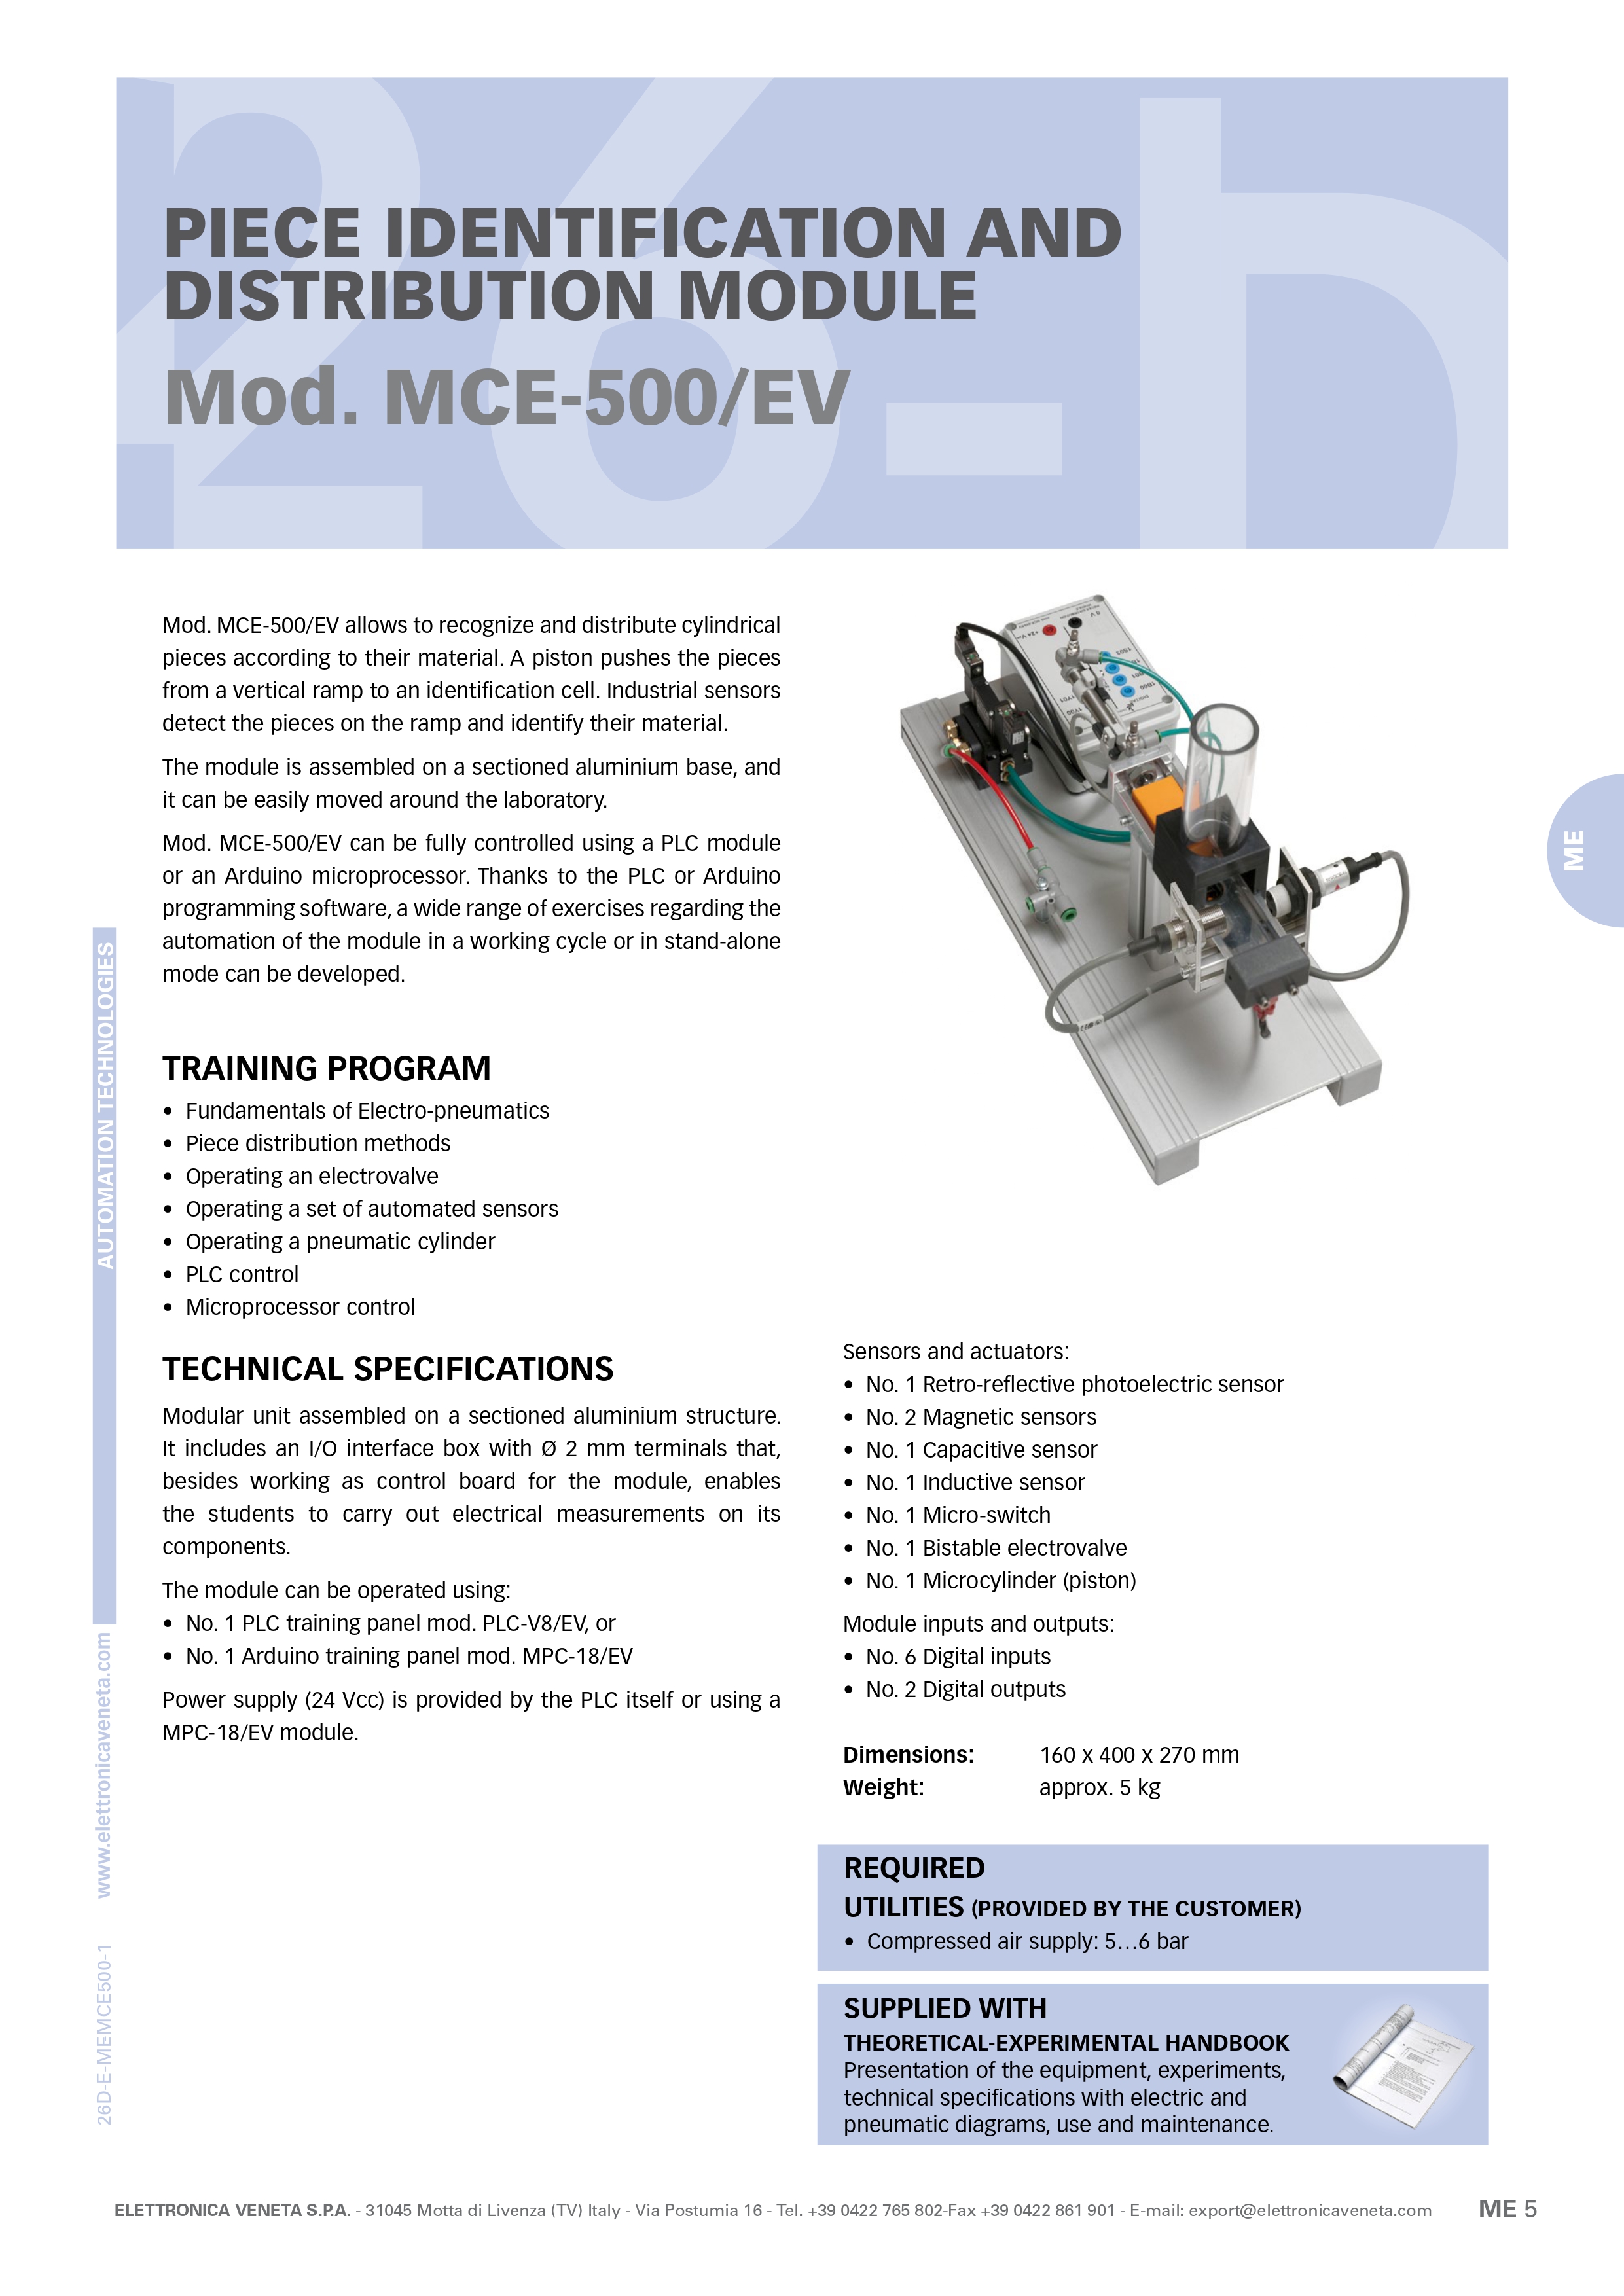 26-D
PIECE IDENTIFICATION AND
DISTRIBUTION MODULE
Mod. MCE-500/EV
Mod. MCE-500/EV allows to recognize and distribute cylindrical
pieces according to their material. A piston pushes the pieces
from a vertical ramp to an identification cell. Industrial sensors
detect the pieces on the ramp and identify their material.
The module is assembled on a sectioned aluminium base, and
it can be easily moved around the laboratory.
Mod. MCE-500/EV can be fully controlled using a PLC module
or an Arduino microprocessor. Thanks to the PLC or Arduino
programming software, a wide range of exercises regarding the
automation of the module in a working cycle or in stand-alone
mode can be developed.
TRAINING PROGRAM
• Fundamentals of Electro-pneumatics
• Piece distribution methods
• Operating an electrovalve
• Operating a set of automated sensors
• Operating a pneumatic cylinder
• PLC control
• Microprocessor control
TECHNICAL SPECIFICATIONS
Modular unit assembled on a sectioned aluminium structure.
It includes an I/O interface box with Ø 2 mm terminals that,
besides working as control board for the module, enables
the students to carry out electrical measurements on its
components.
The module can be operated using:
• No. 1 PLC training panel mod. PLC-V8/EV, or
• No. 1 Arduino training panel mod. MPC-18/EV
Power supply (24 Vcc) is provided by the PLC itself or using a
MPC-18/EV module.
Sensors and actuators:
• No. 1 Retro-reflective photoelectric sensor
• No. 2 Magnetic sensors
• No. 1 Capacitive sensor
• No. 1 Inductive sensor
• No. 1 Micro-switch
• No. 1 Bistable electrovalve
• No. 1 Microcylinder (piston)
Module inputs and outputs:
• No. 6 Digital inputs
• No. 2 Digital outputs
Dimensions: 160 x 400 x 270 mm
Weight: approx. 5 kg
REQUIRED
UTILITIES (PROVIDED BY THE CUSTOMER)
• Compressed air supply: 5…6 bar
SUPPLIED WITH
THEORETICAL-EXPERIMENTAL HANDBOOK
Presentation of the equipment, experiments,
technical specifications with electric and
pneumatic diagrams, use and maintenance.
ME
AUTOMATION TECHNOLOGIES
www.elettronicaveneta.com
26D-E-MEMCE500-1
ELETTRONICA VENETA S.P.A. - 31045 Motta di Livenza (TV) Italy - Via Postumia 16 - Tel. +39 0422 765 802-Fax +39 0422 861 901 - E-mail: export@elettronicaveneta.com
ME 5